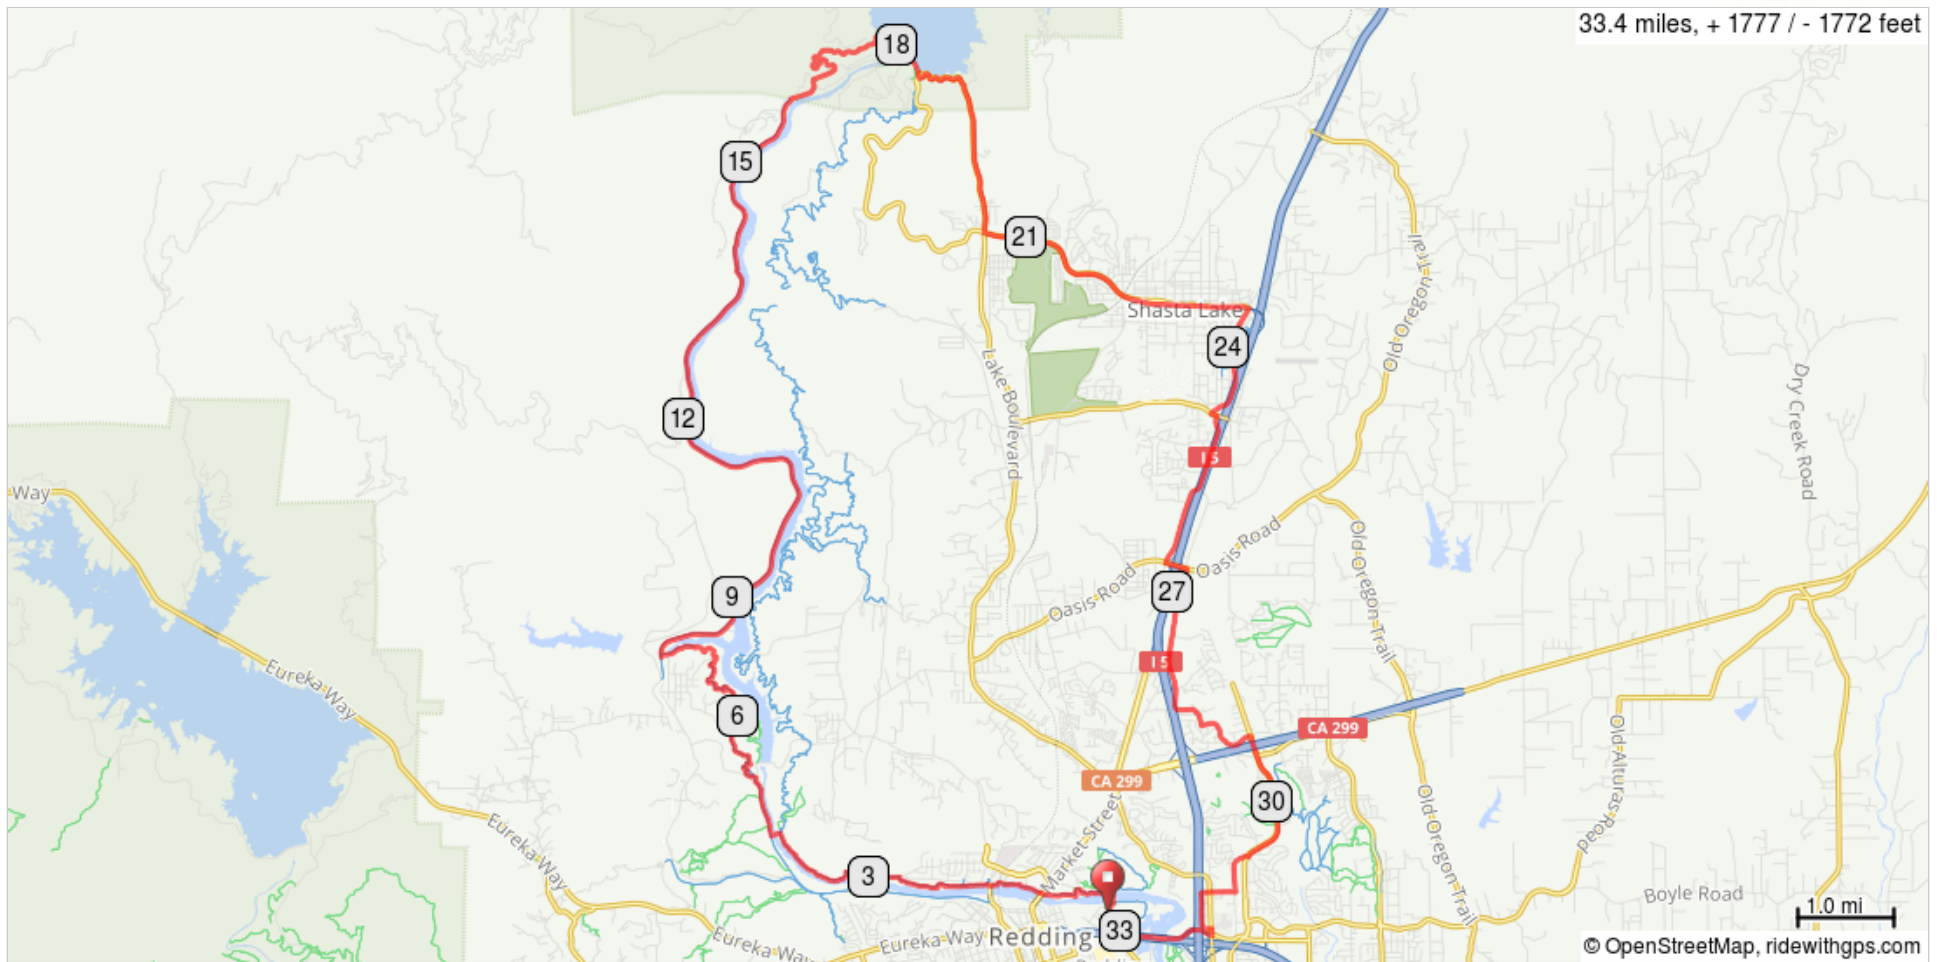 33.4 miles, + 1777 / - 1772 feet
18
15
21
Old Oregon Trail
Shasta Lake
24
Lake Boulevard
12
Dry Creek Road
I 5
Way
Oasis Road
Oasis Road
Old Oregon Trail
9
27
I 5
Eureka Way
6
CA 299
Old Alturas Road
CA 299
30
Market Street
Old Oregon Trail
Eureka Way
3
Boyle Road
1.0 mi
33
Redding
Eureka Way
Eureka Way
© OpenStreetMap, ridewithgps.com